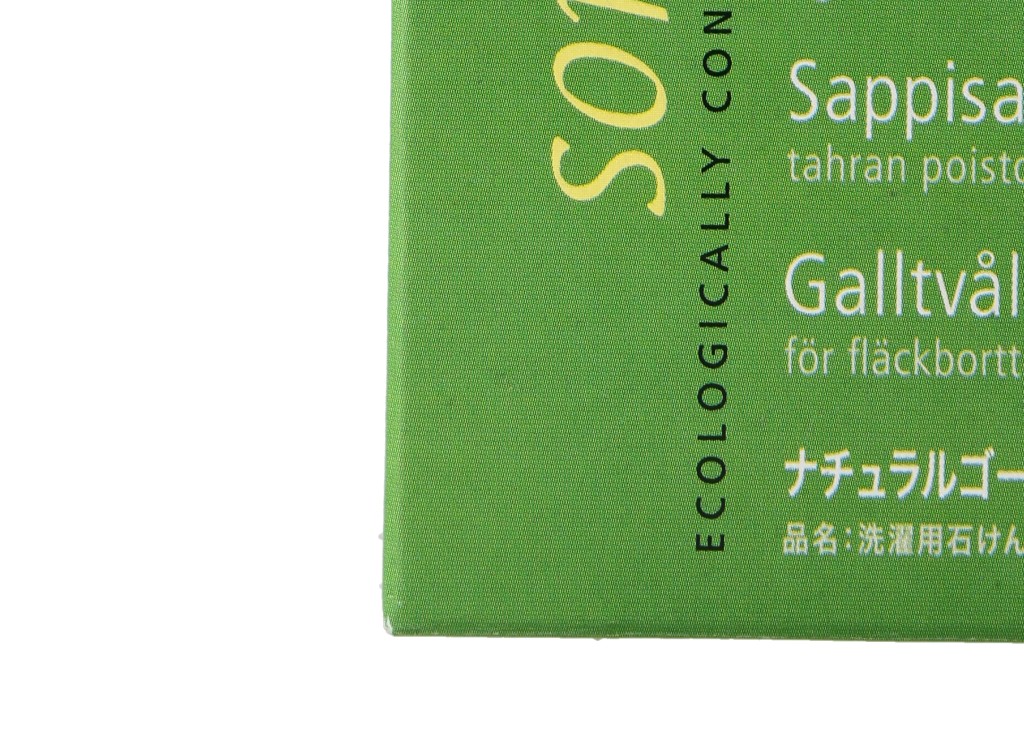 ECOLOGICALLY CON
Sappisa
tahran poisto
Galltvål
för fläckbortt
ナチュラルゴー
品名:洗濯用石けん